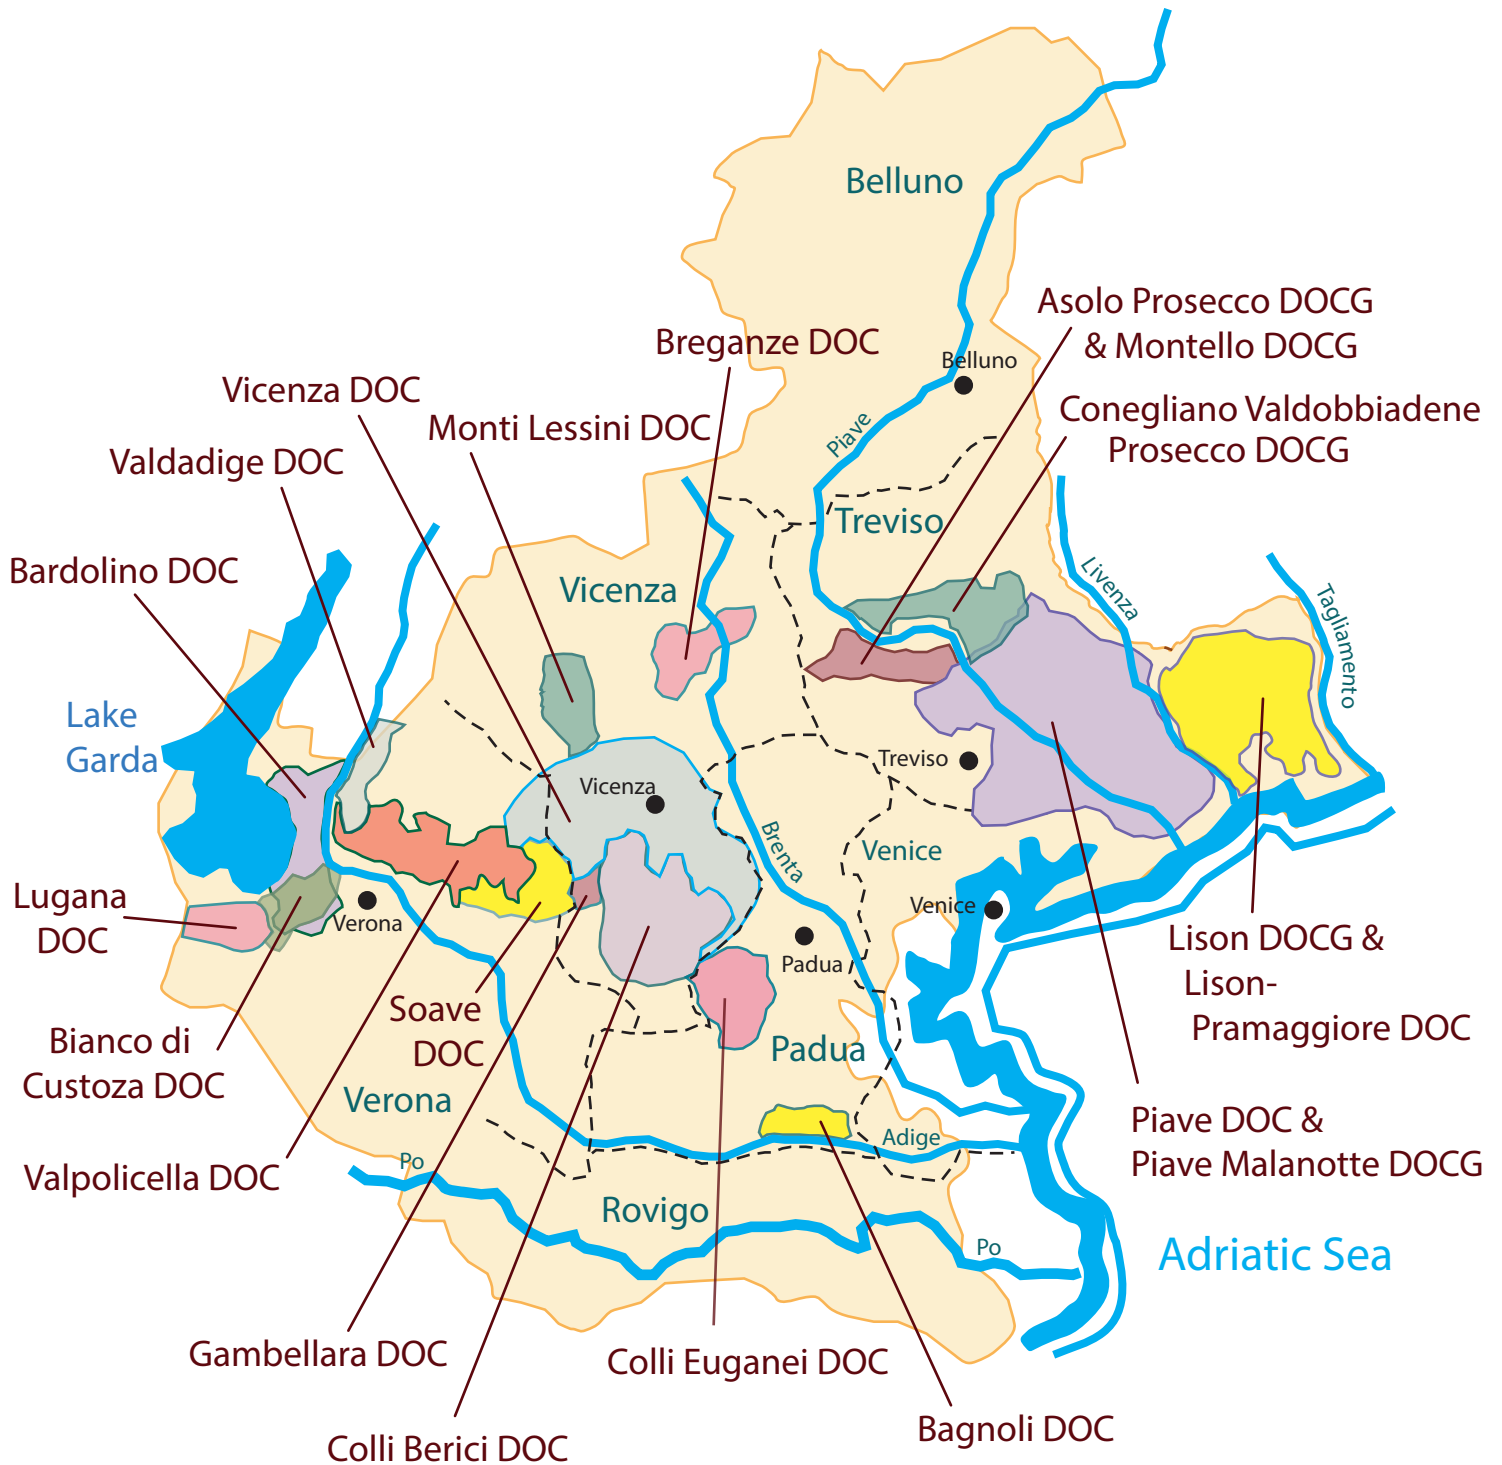 Belluno
Asolo Prosecco DOCG
& Montello DOCG
Breganze DOC
Belluno
Vicenza DOC
Conegliano Valdobbiadene
Prosecco DOCG
Monti Lessini DOC
Piave
Valdadige DOC
Treviso
Bardolino DOC
Vicenza
Livenza
Tagliamento
Lake
Garda
Treviso
Vicenza
Brenta
Venice
Lugana
DOC
Verona
Venice
Padua
Lison DOCG &
Lison-
Pramaggiore DOC
Soave
DOC
Bianco di
Custoza DOC
Padua
Verona
Piave DOC &
Piave Malanotte DOCG
Adige
Valpolicella DOC
Po
Rovigo
Po
Adriatic Sea
Gambellara DOC
Colli Euganei DOC
Bagnoli DOC
Colli Berici DOC